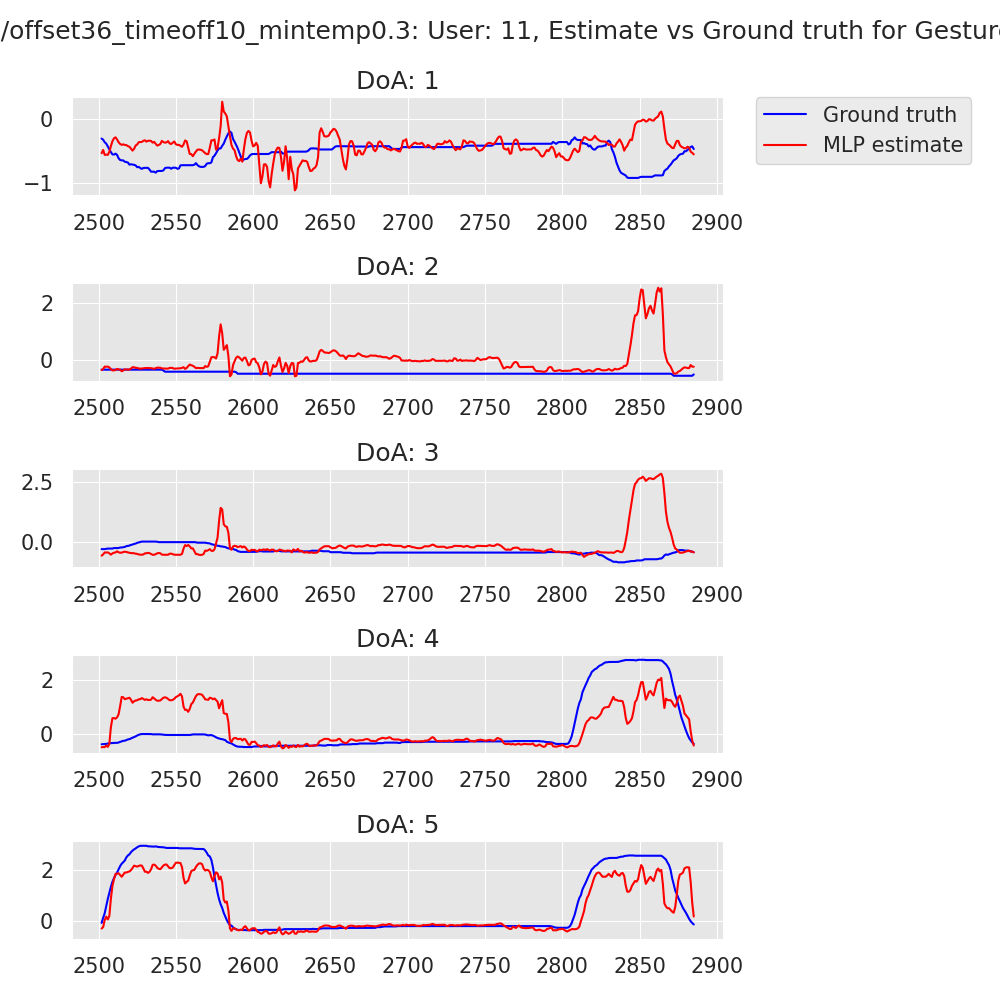 /offset36_timeoff10_mintemp0.3: User: 11, Estimate vs Ground truth for Gesture
DoA: 1
Ground truth
MLP estimate
0
−1
2500 2550 2600 2650 2700 2750 2800 2850 2900
DoA: 2
2
0
2500 2550 2600 2650 2700 2750 2800 2850 2900
DoA: 3
2.5
0.0
2500 2550 2600 2650 2700 2750 2800 2850 2900
DoA: 4
2
0
2500 2550 2600 2650 2700 2750 2800 2850 2900
DoA: 5
2
0
2500 2550 2600 2650 2700 2750 2800 2850 2900